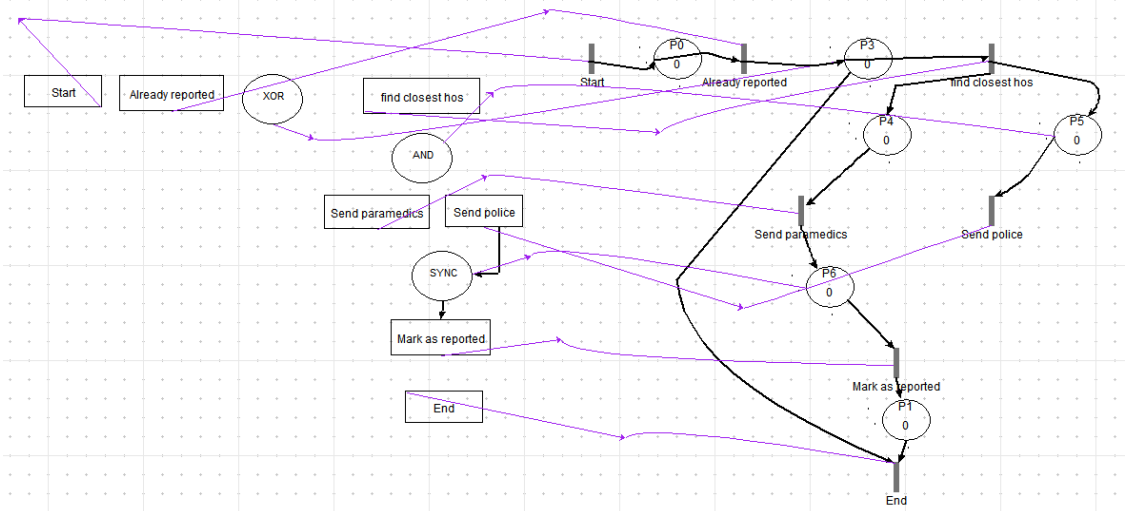 P0
0
P3
0
Start
Already reported
find closest hos
Start
Already reported
XOR
find closest hos
P4
0
P5
0
AND
Send paramedics
Send police
Send paramedics
Send police
SYNC
P6
0
Mark as reported
Mark as reported
P1
0
End
End